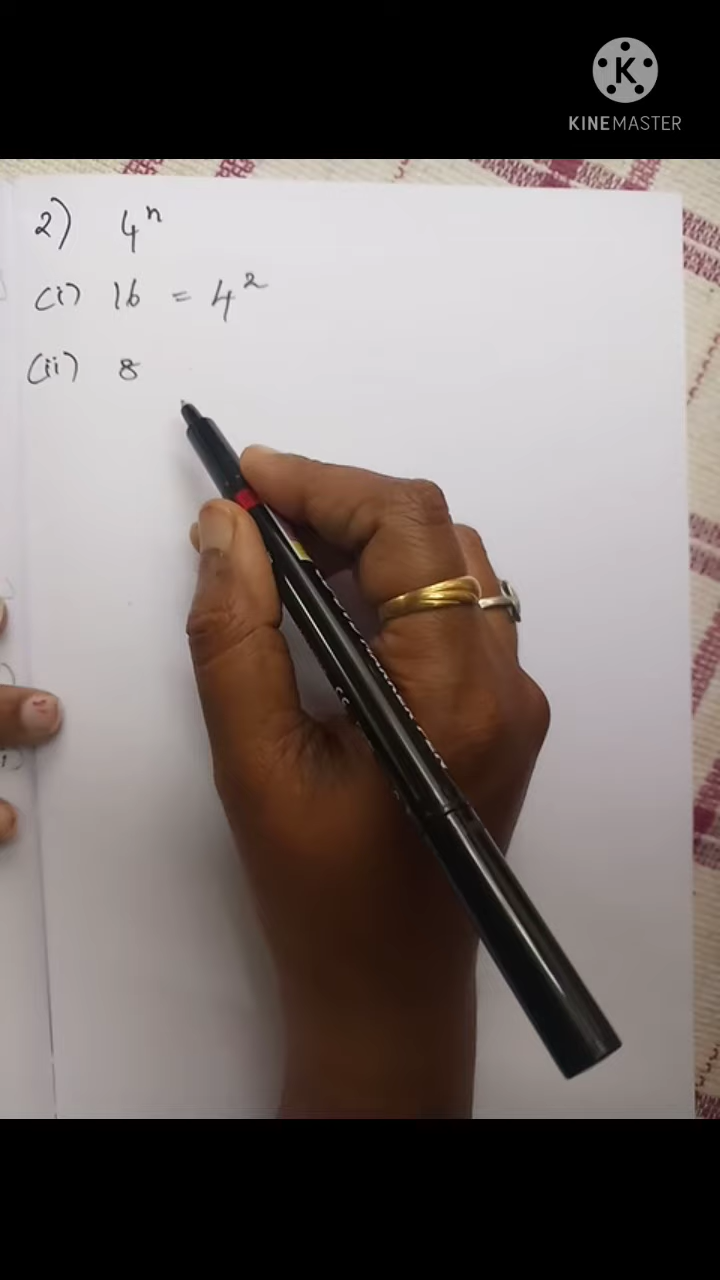 K
KINEMASTER
2) 4ⁿ
(i) 16 = 4²
(ii) 8